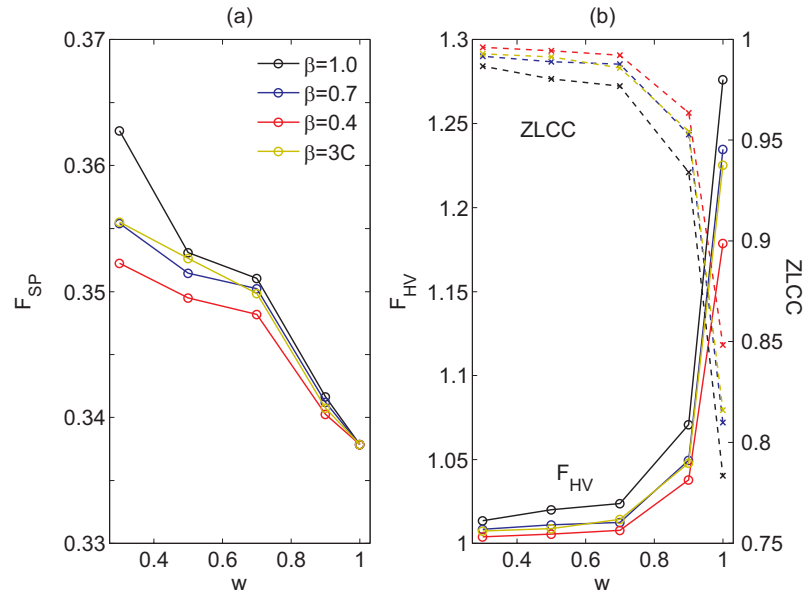 (a)
0.37
0.36
0.35
0.34
0.33
F_SP
0.4
0.6
0.8
1
w
β=1.0
β=0.7
β=0.4
β=3C
(b)
1.3
1.25
1.2
1.15
1.1
1.05
1
F_HV
ZLCC
F_HV
0.4
0.6
0.8
1
w
1
0.95
0.9
0.85
0.8
0.75
ZLCC